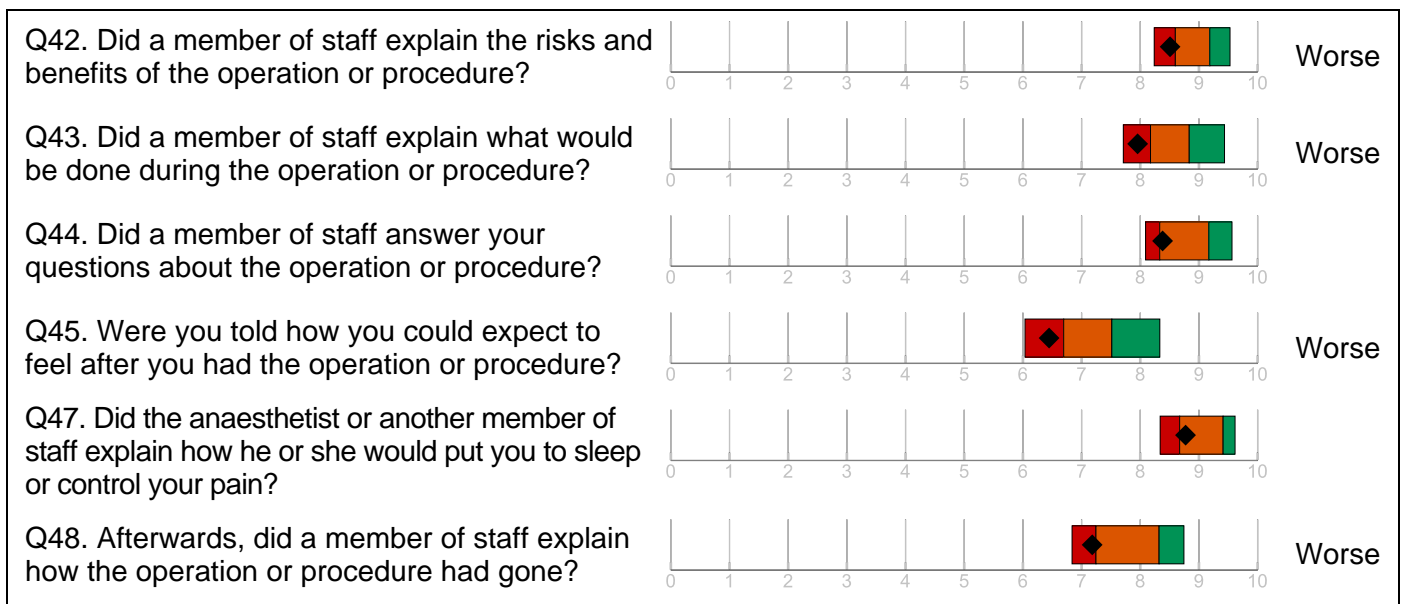 Q42. Did a member of staff explain the risks and
benefits of the operation or procedure?
Worse
0 1 2 3 4 5 6 7 8 9 10
Q43. Did a member of staff explain what would
be done during the operation or procedure?
Worse
0 1 2 3 4 5 6 7 8 9 10
Q44. Did a member of staff answer your
questions about the operation or procedure?
0 1 2 3 4 5 6 7 8 9 10
Q45. Were you told how you could expect to
feel after you had the operation or procedure?
Worse
0 1 2 3 4 5 6 7 8 9 10
Q47. Did the anaesthetist or another member of
staff explain how he or she would put you to sleep
or control your pain?
0 1 2 3 4 5 6 7 8 9 10
Q48. Afterwards, did a member of staff explain
how the operation or procedure had gone?
Worse
0 1 2 3 4 5 6 7 8 9 10